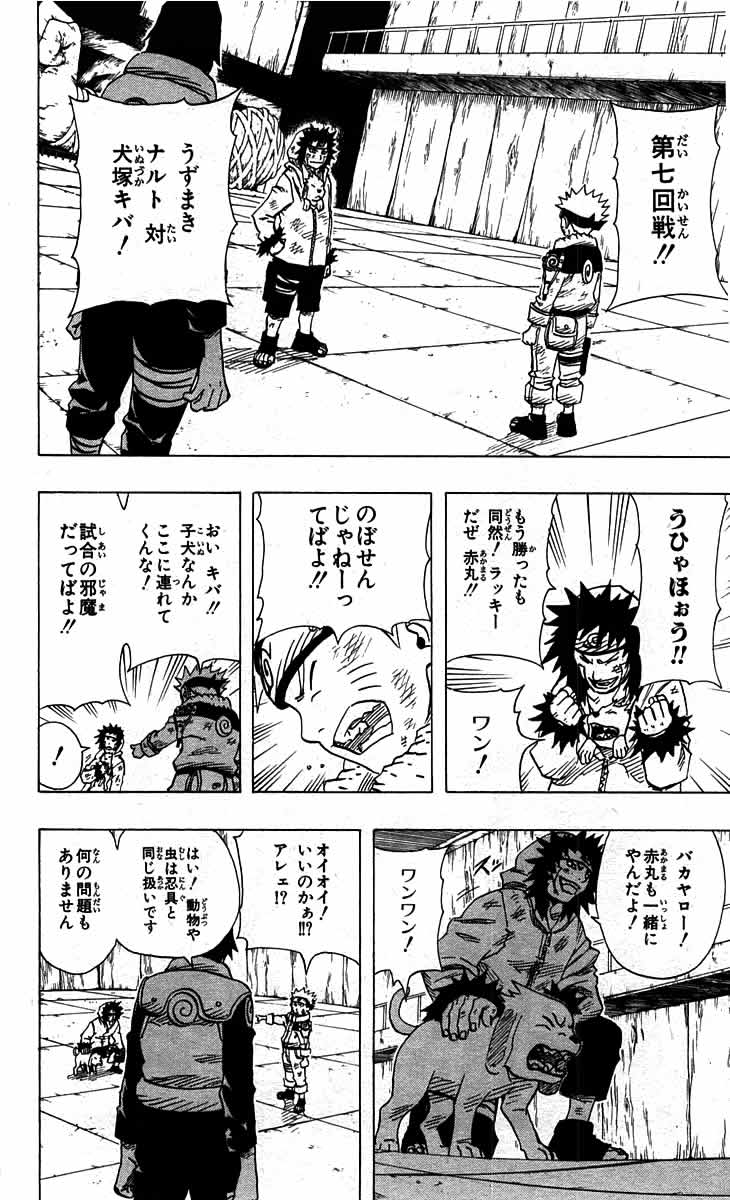 第七回戦!!
うずまき
ナルト 対
犬塚キバ!
うひゃほぉう!!
もう勝ったも
同然!ラッキー
だぜ 赤丸!!
ワン!
のぼせん
じゃねーっ
てばよ!!
おい キバ!!
子犬なんか
ここに連れて
くんな!
試合の邪魔
だってばよ!!
!
バカヤロー!
赤丸も一緒に
やんだよ!
ズッ
ワンワン!
オイオイ!
いいのかぁ!!?
アレェ!?
はい! 動物や
虫は忍具と
同じ扱いです
何の問題も
ありません